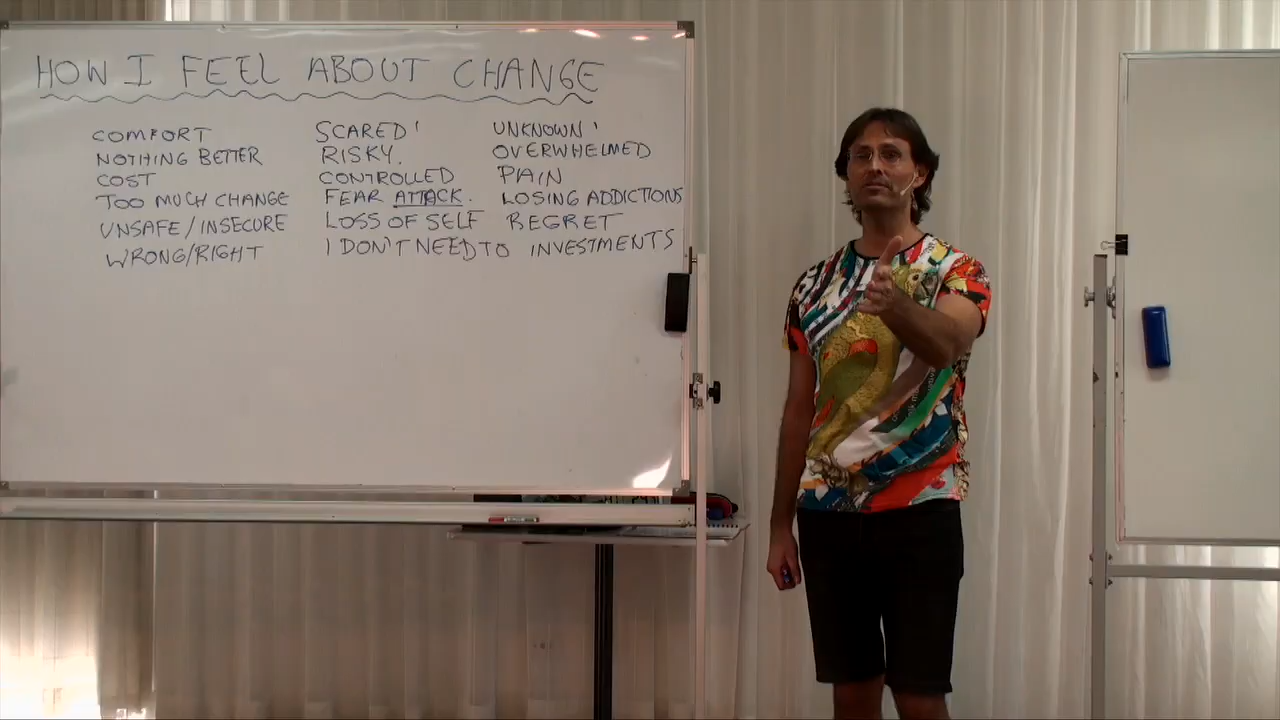 HOW I FEEL ABOUT CHANGE
COMFORT
NOTHING BETTER
COST
TOO MUCH CHANGE
UNSAFE/INSECURE
WRONG/RIGHT
SCARED'
RISKY.
CONTROLLED
FEAR ATTACK.
LOSS OF SELF
I DON'T NEED TO
UNKNOWN'
OVERWHELMED
PAIN
LOSING ADDICTIONS
REGRET
INVESTMENTS